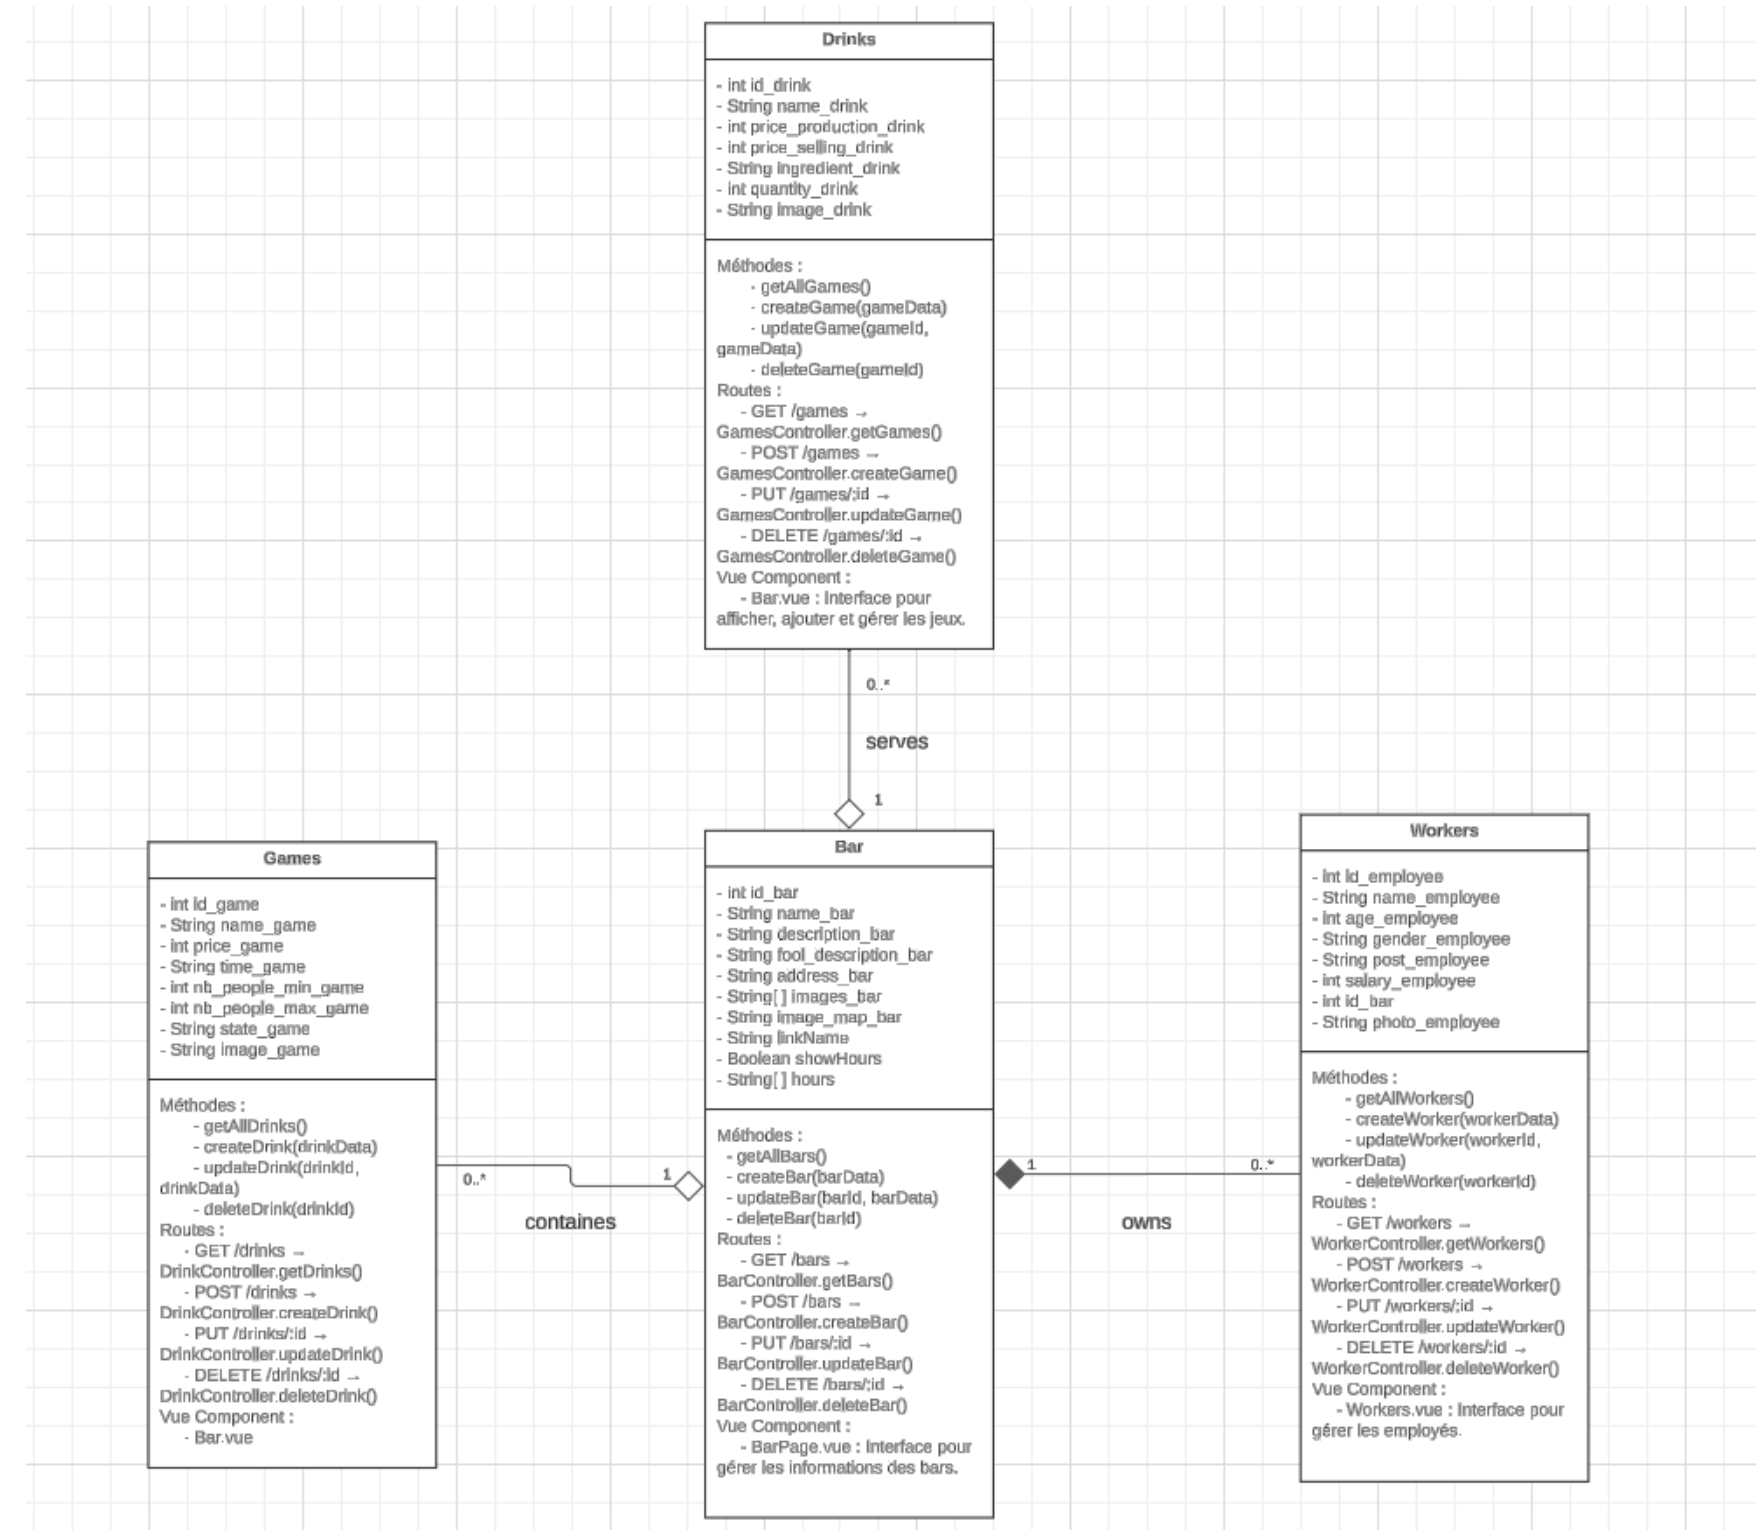 Drinks
- int id_drink
- String name_drink
- int price_production_drink
- int price_selling_drink
- String ingredient_drink
- int quantity_drink
- String image_drink
Méthodes :
- getAllGames()
- createGame(gameData)
- updateGame(gameId,
gameData)
- deleteGame(gameId)
Routes :
- GET /games →
GamesController.getGames()
- POST /games →
GamesController.createGame()
- PUT /games/:id →
GamesController.updateGame()
- DELETE /games/:id →
GamesController.deleteGame()
Vue Component :
- Bar.vue : Interface pour
afficher, ajouter et gérer les jeux.
0..*
serves
1
Games
- int id_game
- String name_game
- int price_game
- String time_game
- int nb_people_min_game
- int nb_people_max_game
- String state_game
- String image_game
Méthodes :
- getAllDrinks()
- createDrink(drinkData)
- updateDrink(drinkId,
drinkData)
- deleteDrink(drinkId)
Routes :
- GET /drinks →
DrinkController.getDrinks()
- POST /drinks →
DrinkController.createDrink()
- PUT /drinks/:id →
DrinkController.updateDrink()
- DELETE /drinks/:id →
DrinkController.deleteDrink()
Vue Component :
- Bar.vue
0..*
1
containes
Bar
- int id_bar
- String name_bar
- String description_bar
- String fool_description_bar
- String address_bar
- String[ ] images_bar
- String image_map_bar
- String linkName
- Boolean showHours
- String[ ] hours
Méthodes :
- getAllBars()
- createBar(barData)
- updateBar(barId, barData)
- deleteBar(barId)
Routes :
- GET /bars →
BarController.getBars()
- POST /bars →
BarController.createBar()
- PUT /bars/:id →
BarController.updateBar()
- DELETE /bars/:id →
BarController.deleteBar()
Vue Component :
- BarPage.vue : Interface pour
gérer les informations des bars.
1
0..*
owns
Workers
- int id_employee
- String name_employee
- int age_employee
- String gender_employee
- String post_employee
- int salary_employee
- int id_bar
- String photo_employee
Méthodes :
- getAllWorkers()
- createWorker(workerData)
- updateWorker(workerId,
workerData)
- deleteWorker(workerId)
Routes :
- GET /workers →
WorkerController.getWorkers()
- POST /workers →
WorkerController.createWorker()
- PUT /workers/:id →
WorkerController.updateWorker()
- DELETE /workers/:id →
WorkerController.deleteWorker()
Vue Component :
- Workers.vue : Interface pour
gérer les employés.